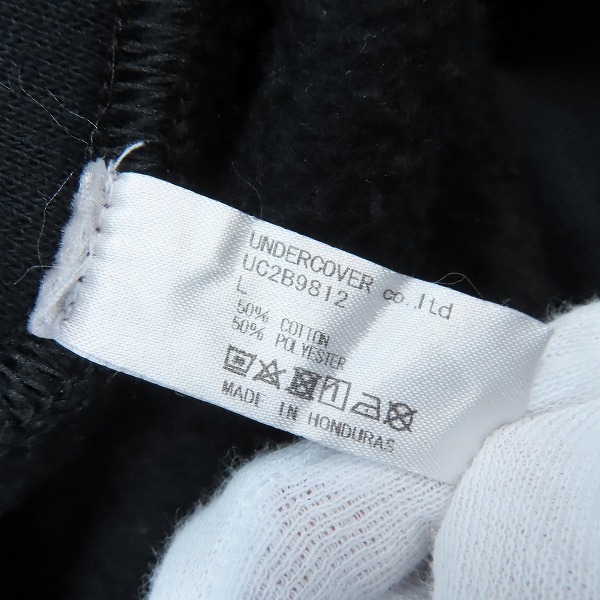 UNDERCOVER co.,ltd
UC2B9812
L
50% COTTON
50% POLYESTER
MADE IN HONDURAS